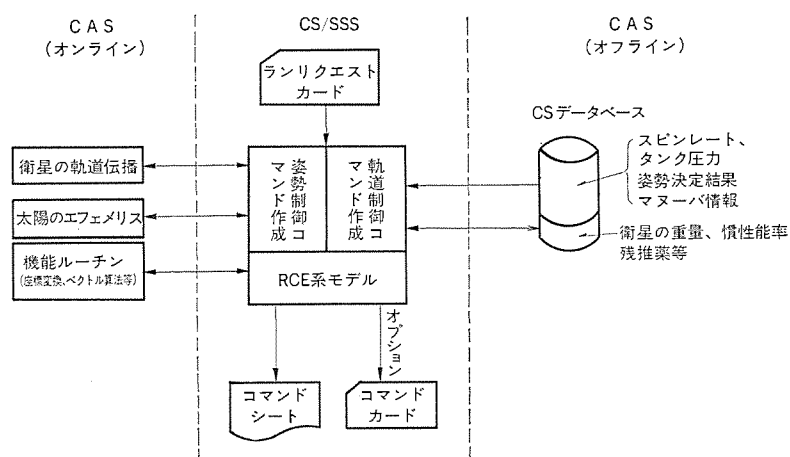 CAS
(オンライン)
CS/SSS
CAS
(オフライン)
ランリクエスト
カード
CSデータベース
スピンレート、
タンク圧力
姿勢決定結果
マヌーバ情報
衛星の重量、慣性能率
残推薬等
衛星の軌道伝播
太陽のエフェメリス
機能ルーチン
(座標変換、ベクトル算法等)
姿勢制御コ
マンド作成
軌道制御コ
マンド作成
RCE系モデル
オプション
コマンド
シート
コマンド
カード